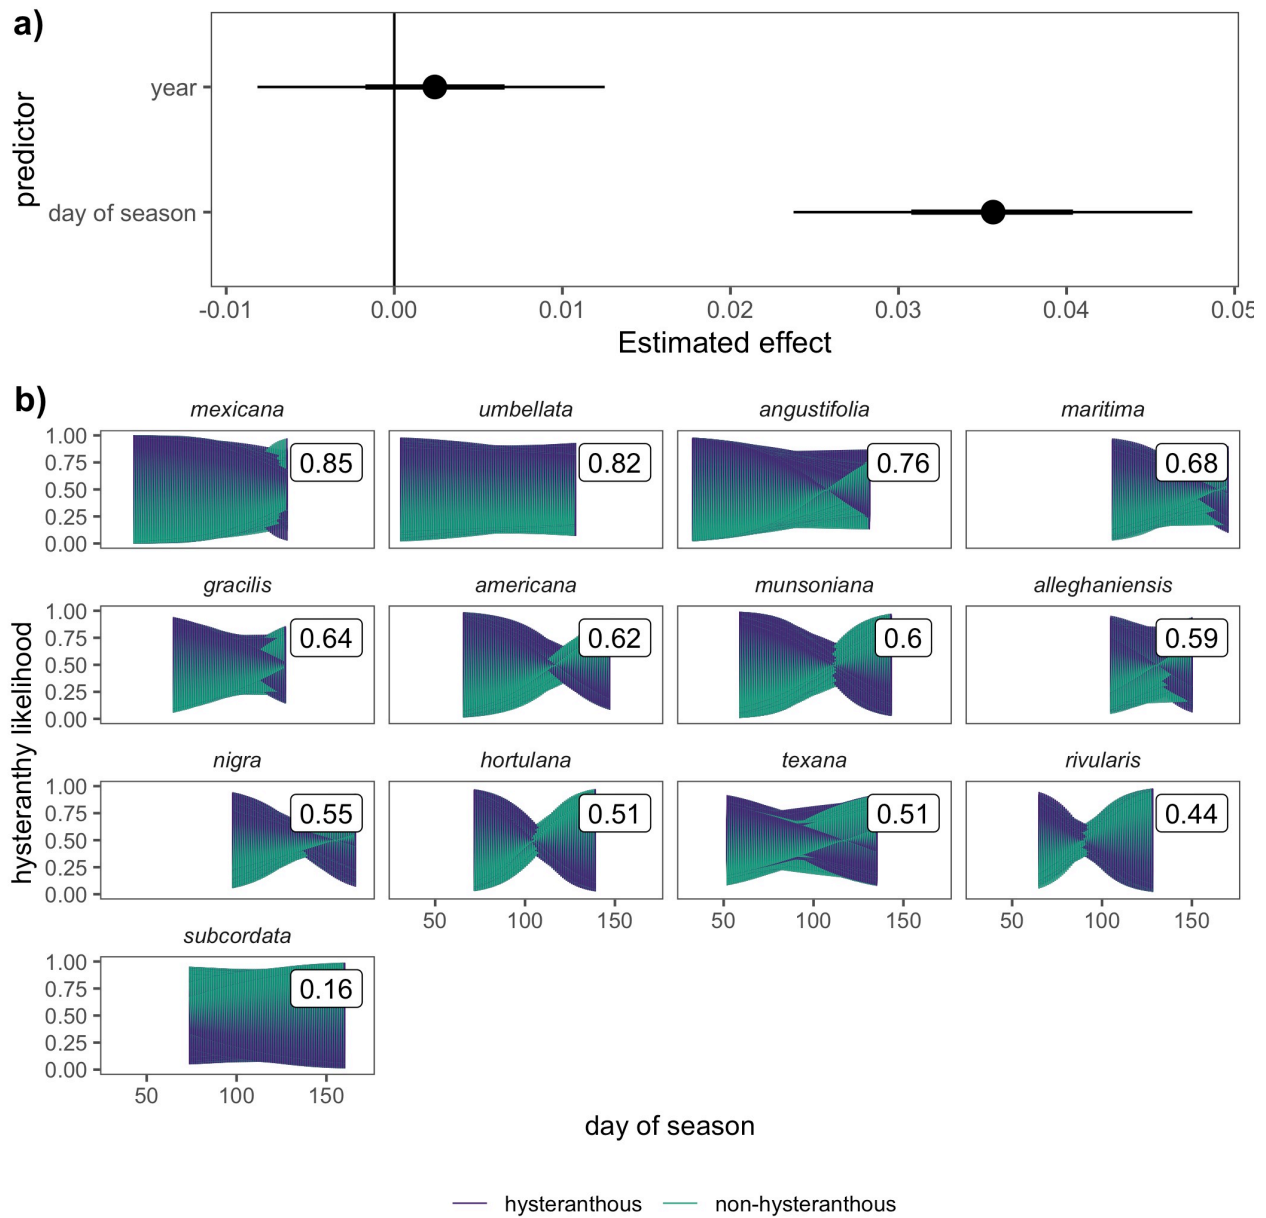 a)
year
predictor
day of season
-0.01 0.00 0.01 0.02 0.03 0.04 0.05
Estimated effect
b)
mexicana umbellata angustifolia maritima
1.00
0.75
0.50
0.25
0.00
0.85 0.82 0.76 0.68
gracilis americana munsoniana alleghaniensis
1.00
0.75
0.50
0.25
0.00
0.64 0.62 0.6 0.59
hysteranthy likelihood
nigra hortulana texana rivularis
1.00
0.75
0.50
0.25
0.00
0.55 0.51 0.51 0.44
50 100 150 50 100 150 50 100 150
subcordata
1.00
0.75
0.50
0.25
0.00
0.16
50 100 150
day of season
hysteranthous non-hysteranthous